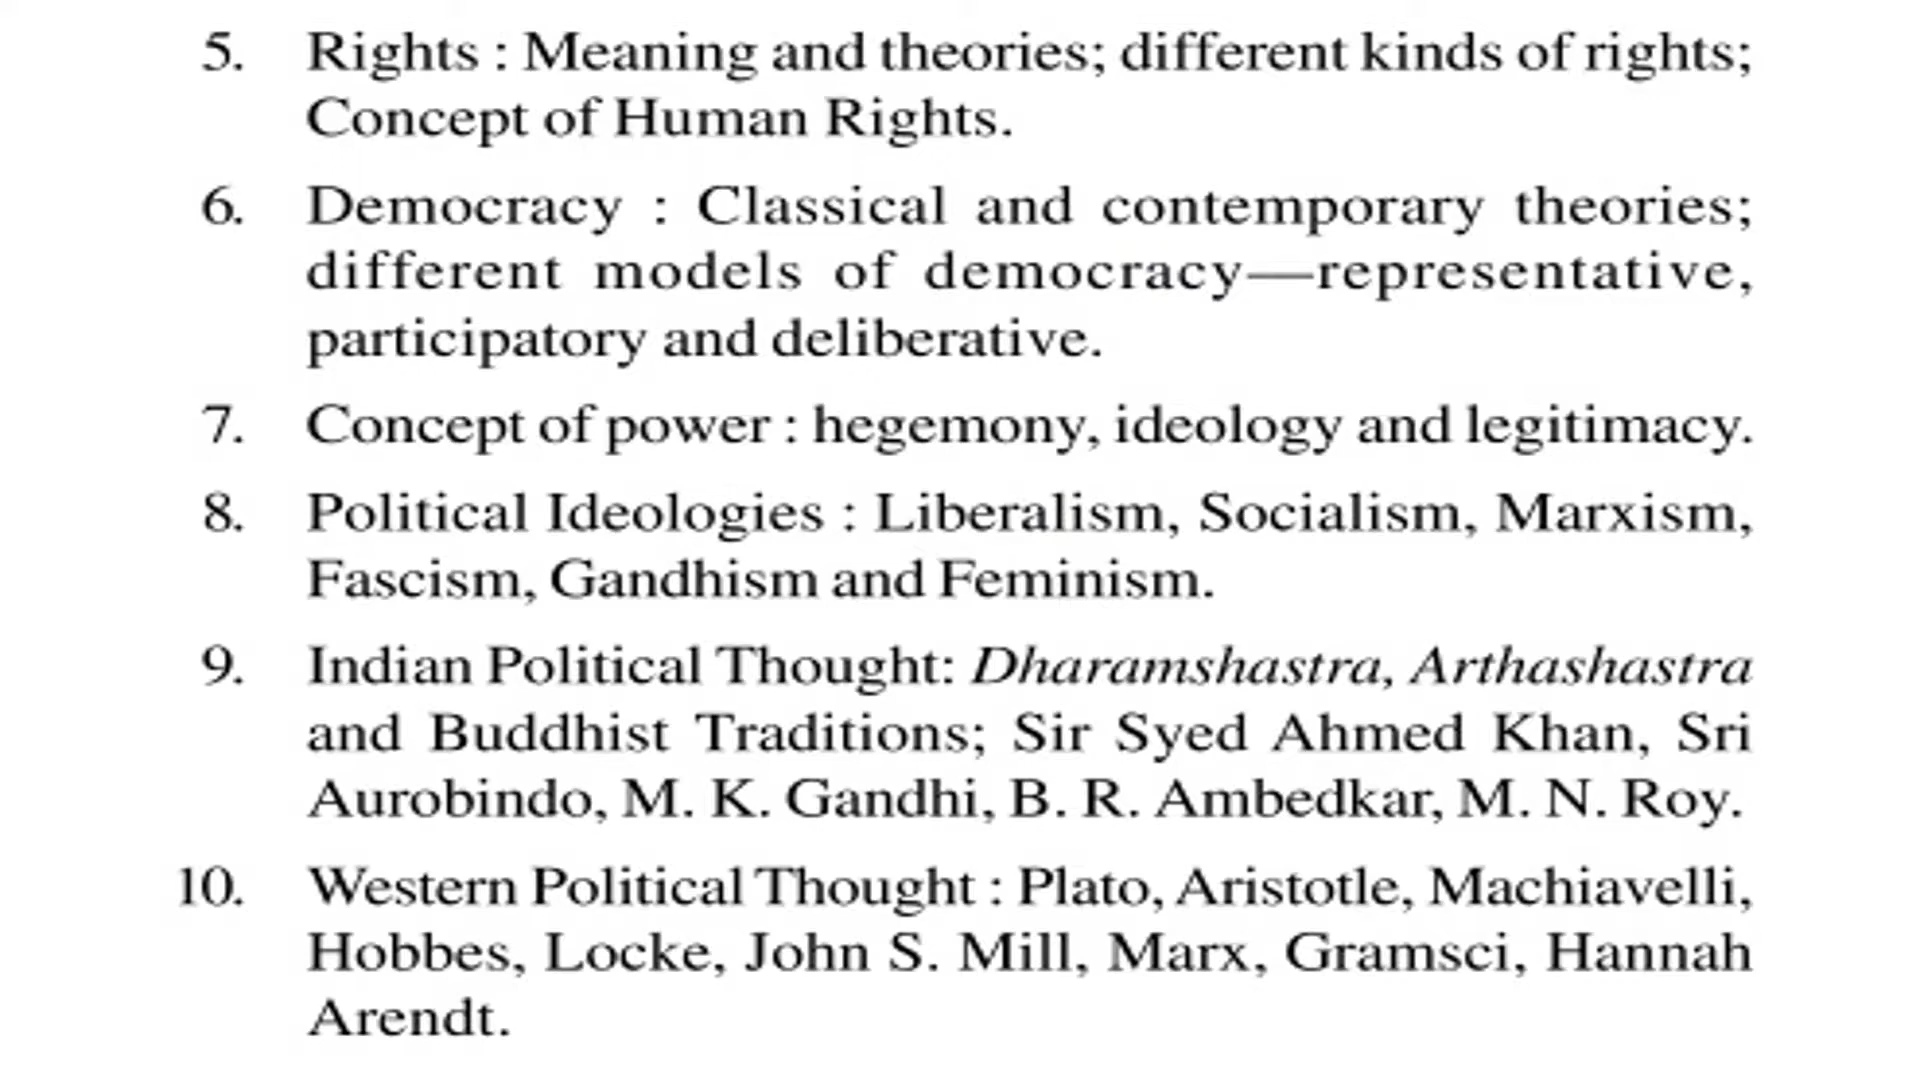 5. Rights : Meaning and theories; different kinds of rights;
Concept of Human Rights.
6. Democracy : Classical and contemporary theories;
different models of democracy—representative,
participatory and deliberative.
7. Concept of power : hegemony, ideology and legitimacy.
8. Political Ideologies : Liberalism, Socialism, Marxism,
Fascism, Gandhism and Feminism.
9. Indian Political Thought: Dharamshastra, Arthashastra
and Buddhist Traditions; Sir Syed Ahmed Khan, Sri
Aurobindo, M. K. Gandhi, B. R. Ambedkar, M. N. Roy.
10. Western Political Thought : Plato, Aristotle, Machiavelli,
Hobbes, Locke, John S. Mill, Marx, Gramsci, Hannah
Arendt.